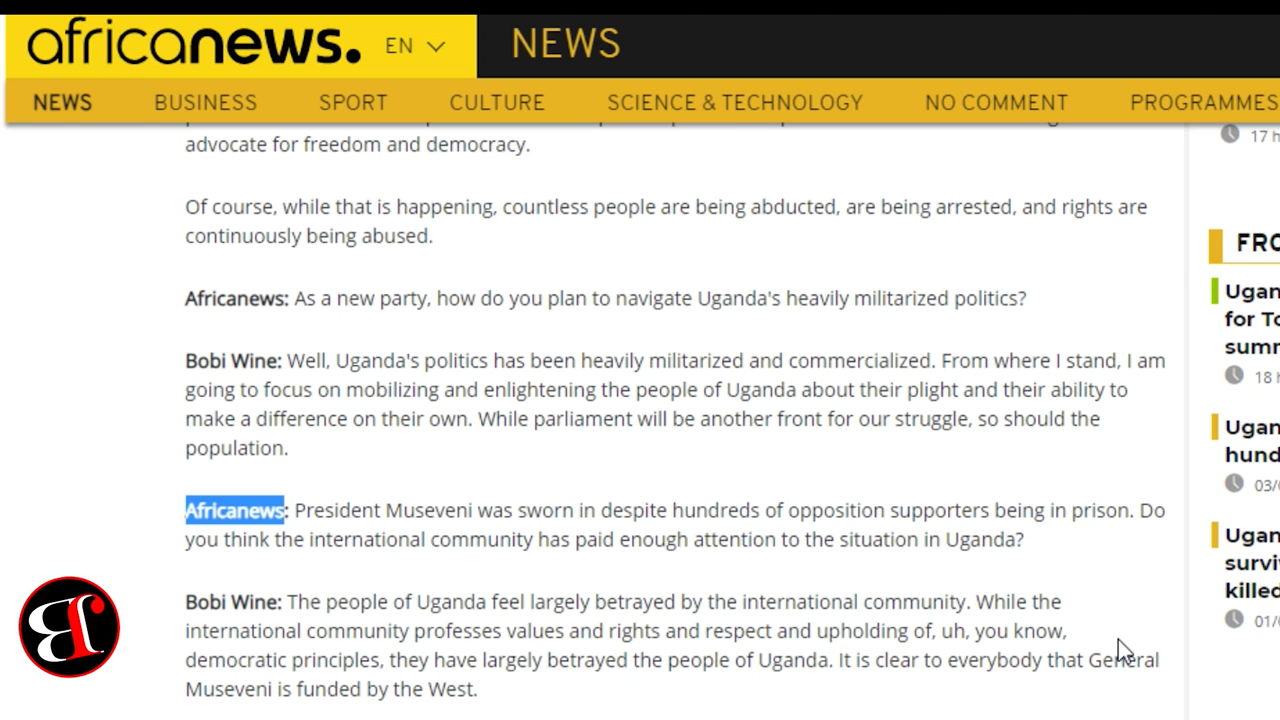 africanews. EN NEWS
NEWS BUSINESS SPORT CULTURE SCIENCE & TECHNOLOGY NO COMMENT PROGRAMMES
advocate for freedom and democracy.
Of course, while that is happening, countless people are being abducted, are being arrested, and rights are
continuously being abused.
Africanews: As a new party, how do you plan to navigate Uganda's heavily militarized politics?
Bobi Wine: Well, Uganda's politics has been heavily militarized and commercialized. From where I stand, I am
going to focus on mobilizing and enlightening the people of Uganda about their plight and their ability to
make a difference on their own. While parliament will be another front for our struggle, so should the
population.
Africanews: President Museveni was sworn in despite hundreds of opposition supporters being in prison. Do
you think the international community has paid enough attention to the situation in Uganda?
Bobi Wine: The people of Uganda feel largely betrayed by the international community. While the
international community professes values and rights and respect and upholding of, uh, you know,
democratic principles, they have largely betrayed the people of Uganda. It is clear to everybody that General
Museveni is funded by the West.
17 h
FRO
Ugan
for To
summ
18 h
Ugan
hund
03/
Ugan
surviv
killed
01/